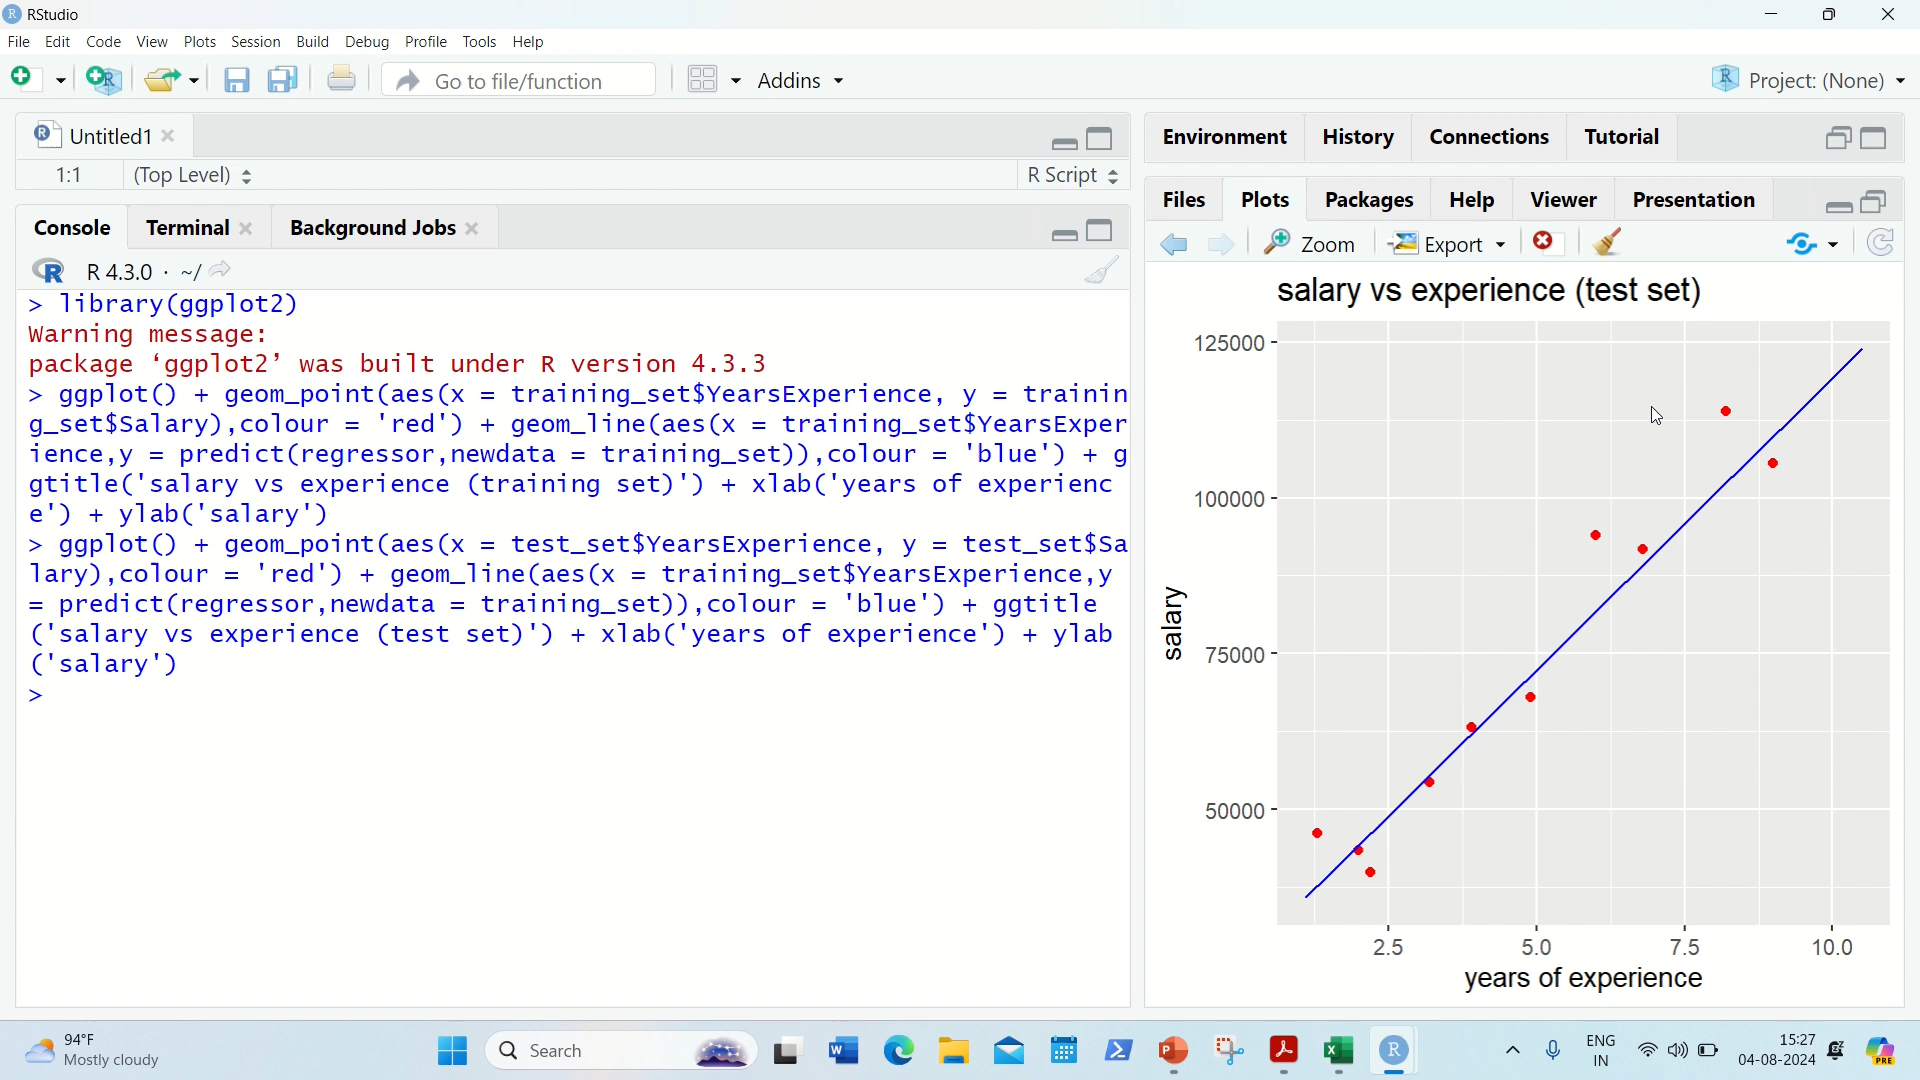 RStudio
File Edit Code View Plots Session Build Debug Profile Tools Help
Go to file/function Addins Project: (None)
Untitled1
1:1 (Top Level) R Script
Console Terminal Background Jobs
R 4.3.0 · ~/
> library(ggplot2)
Warning message:
package ‘ggplot2’ was built under R version 4.3.3
> ggplot() + geom_point(aes(x = training_set$YearsExperience, y = trainin
g_set$Salary),colour = 'red') + geom_line(aes(x = training_set$YearsExper
ience,y = predict(regressor,newdata = training_set)),colour = 'blue') + g
gtitle('salary vs experience (training set)') + xlab('years of experienc
e') + ylab('salary')
> ggplot() + geom_point(aes(x = test_set$YearsExperience, y = test_set$Sa
lary),colour = 'red') + geom_line(aes(x = training_set$YearsExperience,y
= predict(regressor,newdata = training_set)),colour = 'blue') + ggtitle
('salary vs experience (test set)') + xlab('years of experience') + ylab
('salary')
>
Environment History Connections Tutorial
Files Plots Packages Help Viewer Presentation
Zoom Export
salary vs experience (test set)
125000
100000
75000
50000
salary
2.5 5.0 7.5 10.0
years of experience
94°F
Mostly cloudy
Search
ENG
IN
15:27
04-08-2024
PRE